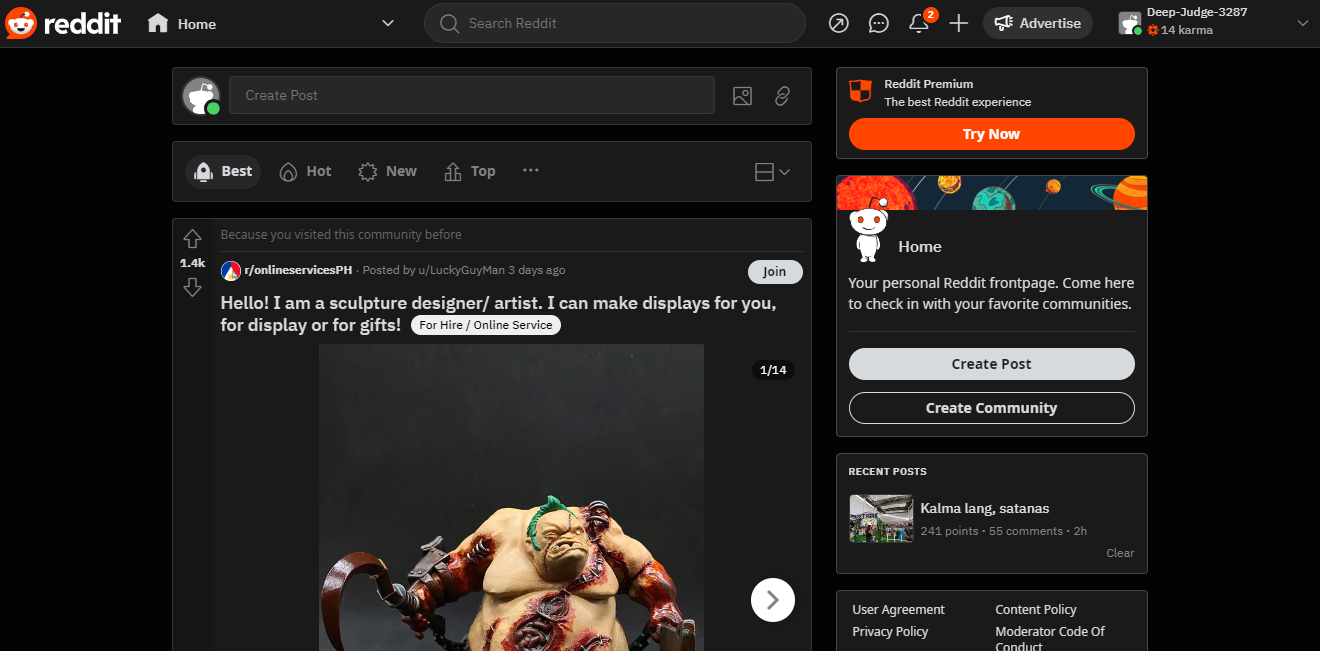 reddit
Home
Search Reddit
2
Advertise
Deep-Judge-3287
14 karma
Create Post
Best
Hot
New
Top
1.4k
Because you visited this community before
r/onlineservicesPH · Posted by u/LuckyGuyMan 3 days ago
Join
Hello! I am a sculpture designer/ artist. I can make displays for you,
for display or for gifts! For Hire / Online Service
1/14
Reddit Premium
The best Reddit experience
Try Now
Home
Your personal Reddit frontpage. Come here
to check in with your favorite communities.
Create Post
Create Community
RECENT POSTS
Kalma lang, satanas
241 points · 55 comments · 2h
Clear
User Agreement
Content Policy
Privacy Policy
Moderator Code Of
Conduct